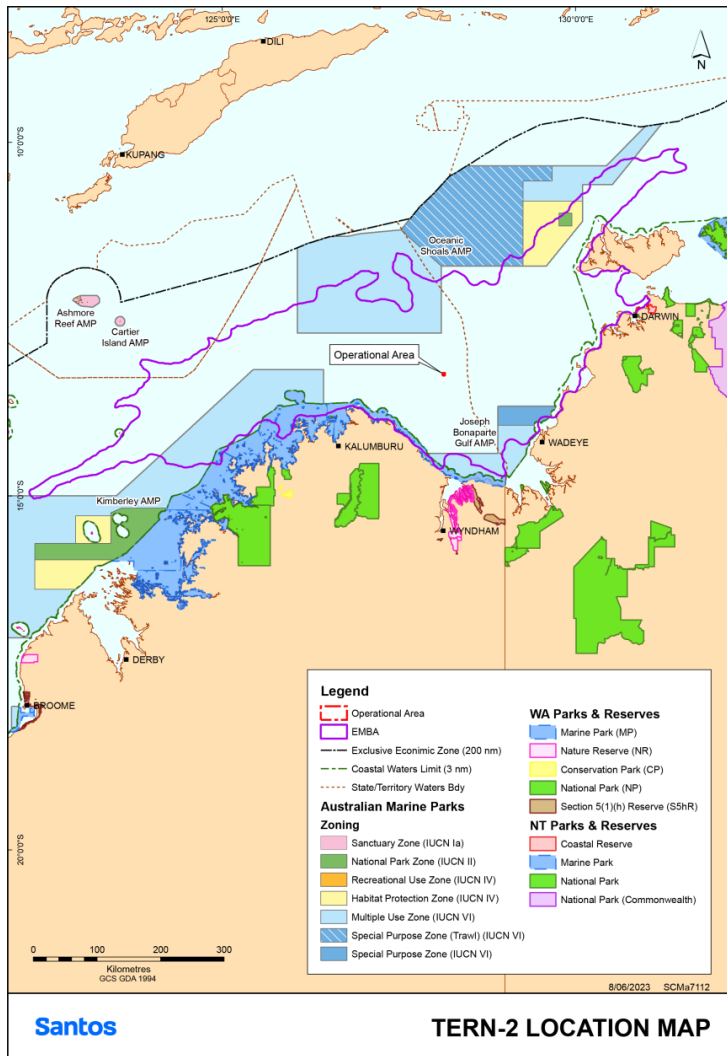 125°0'0"E
130°0'0"E
DILI
N
10°0'0"S
KUPANG
Oceanic
Shoals AMP
Ashmore
Reef AMP
Cartier
Island AMP
DARWIN
Operational Area
Joseph
Bonaparte
Gulf AMP
WADEYE
KALUMBURU
15°0'0"S
Kimberley AMP
WYNDHAM
DERBY
BROOME
20°0'0"S
Legend
Operational Area
EMBA
Exclusive Econimic Zone (200 nm)
Coastal Waters Limit (3 nm)
State/Territory Waters Bdy
Australian Marine Parks
Zoning
Sanctuary Zone (IUCN Ia)
National Park Zone (IUCN II)
Recreational Use Zone (IUCN IV)
Habitat Protection Zone (IUCN IV)
Multiple Use Zone (IUCN VI)
Special Purpose Zone (Trawl) (IUCN VI)
Special Purpose Zone (IUCN VI)
WA Parks & Reserves
Marine Park (MP)
Nature Reserve (NR)
Conservation Park (CP)
National Park (NP)
Section 5(1)(h) Reserve (S5hR)
NT Parks & Reserves
Coastal Reserve
Marine Park
National Park
National Park (Commonwealth)
0 100 200 300
Kilometres
GCS GDA 1994
8/06/2023 SCMa7112
Santos
TERN-2 LOCATION MAP